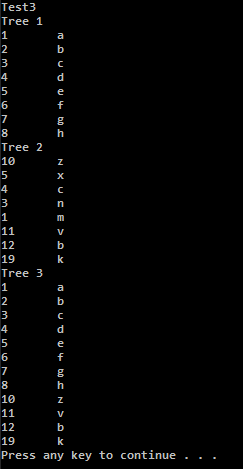 Test3
Tree 1
1 a
2 b
3 c
4 d
5 e
6 f
7 g
8 h
Tree 2
10 z
5 x
4 c
3 n
1 m
11 v
12 b
19 k
Tree 3
1 a
2 b
3 c
4 d
5 e
6 f
7 g
8 h
10 z
11 v
12 b
19 k
Press any key to continue . . .